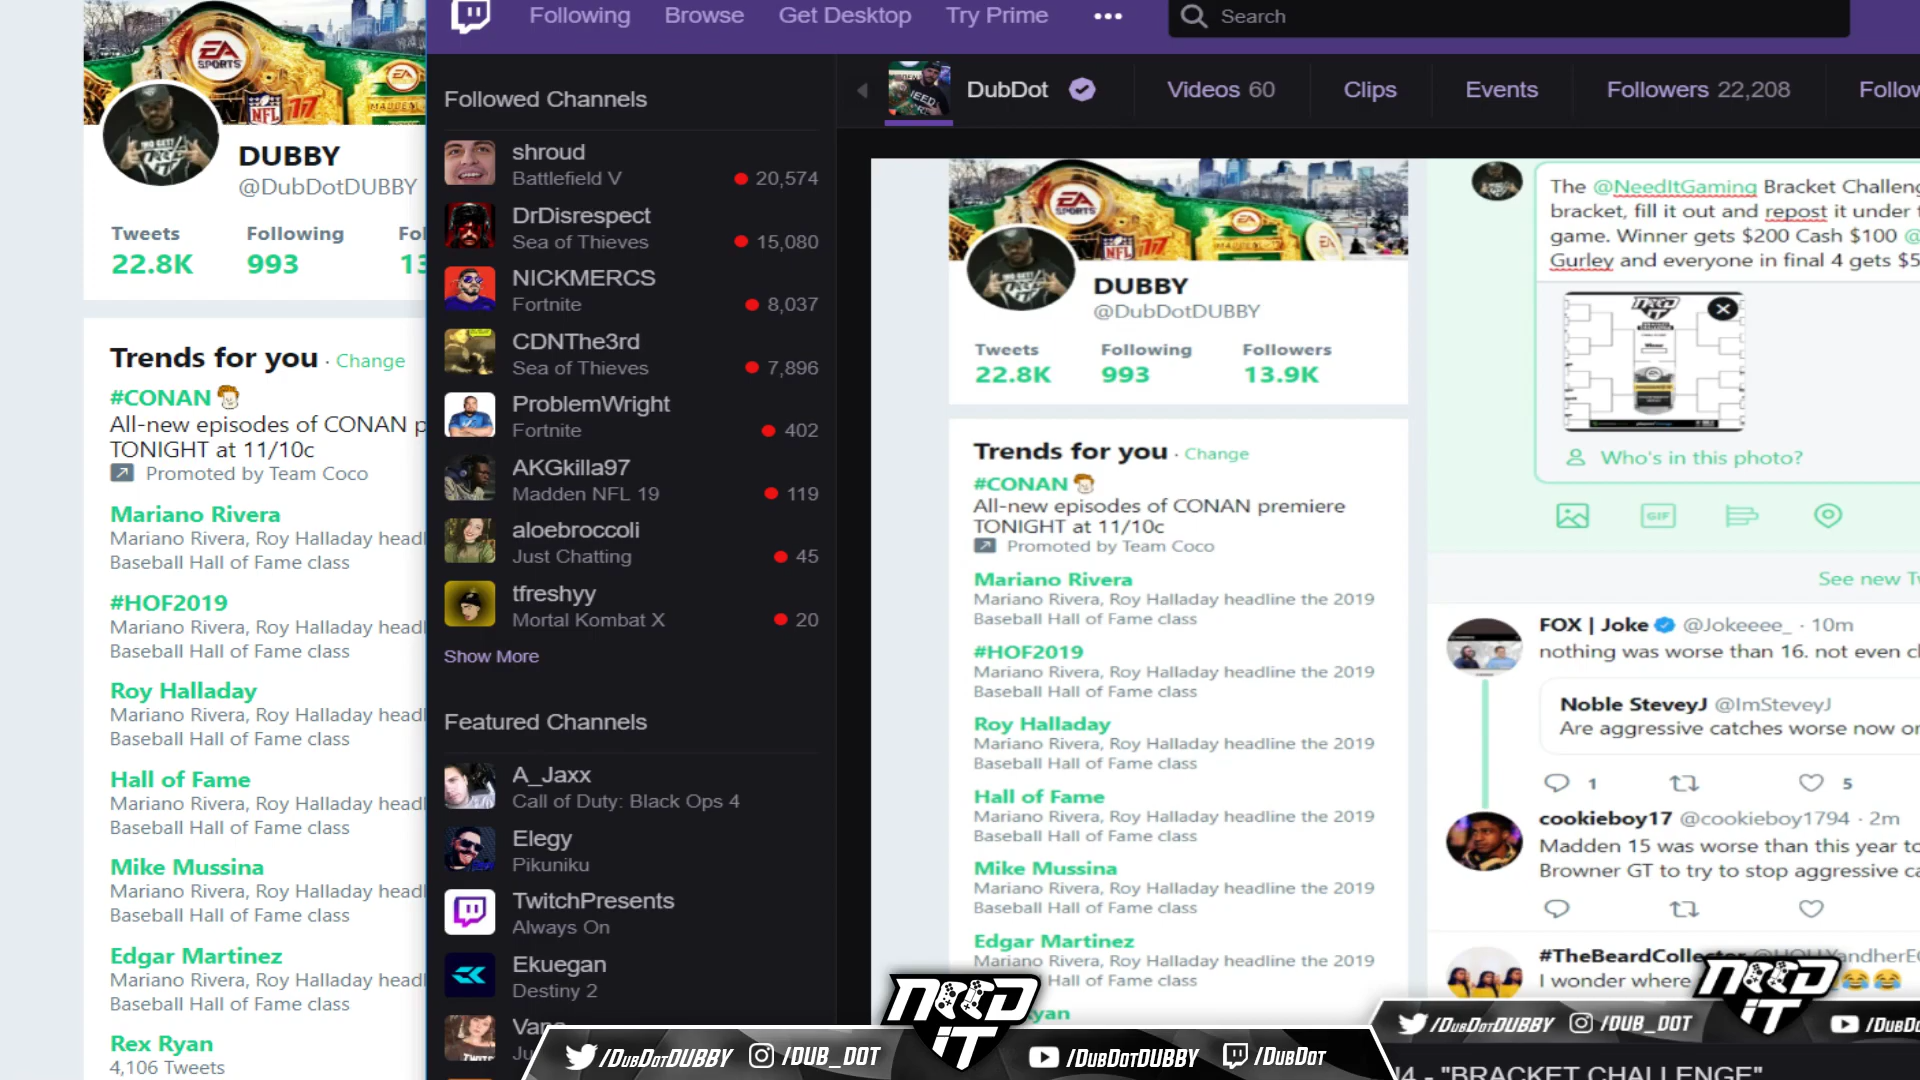 DUBBY
@DubDotDUBBY
Tweets Following
22.8K 993
Trends for you · Change
#CONAN
All-new episodes of CONAN
TONIGHT at 11/10c
Promoted by Team Coco
Mariano Rivera
Mariano Rivera, Roy Halladay
Baseball Hall of Fame class
#HOF2019
Mariano Rivera, Roy Halladay
Baseball Hall of Fame class
Roy Halladay
Mariano Rivera, Roy Halladay
Baseball Hall of Fame class
Hall of Fame
Mariano Rivera, Roy Halladay
Baseball Hall of Fame class
Mike Mussina
Mariano Rivera, Roy Halladay
Baseball Hall of Fame class
Edgar Martinez
Mariano Rivera, Roy Halladay
Baseball Hall of Fame class
Rex Ryan
4,106 Tweets
EA SPORTS
NFL 17
MADDEN
Following Browse Get Desktop Try Prime ••• Search
Followed Channels
shroud
Battlefield V 20,574
DrDisrespect
Sea of Thieves 15,080
NICKMERCS
Fortnite 8,037
CDNThe3rd
Sea of Thieves 7,896
ProblemWright
Fortnite 402
AKGkilla97
Madden NFL 19 119
aloebroccoli
Just Chatting 45
tfreshyy
Mortal Kombat X 20
Show More
Featured Channels
A_Jaxx
Call of Duty: Black Ops 4
Elegy
Pikuniku
TwitchPresents
Always On
Ekuegan
Destiny 2
DubDot Videos 60 Clips Events Followers 22,208
EA SPORTS
NFL 17
DUBBY
@DubDotDUBBY
Tweets Following Followers
22.8K 993 13.9K
Trends for you · Change
#CONAN
All-new episodes of CONAN premiere
TONIGHT at 11/10c
Promoted by Team Coco
Mariano Rivera
Mariano Rivera, Roy Halladay headline the 2019
Baseball Hall of Fame class
#HOF2019
Mariano Rivera, Roy Halladay headline the 2019
Baseball Hall of Fame class
Roy Halladay
Mariano Rivera, Roy Halladay headline the 2019
Baseball Hall of Fame class
Hall of Fame
Mariano Rivera, Roy Halladay headline the 2019
Baseball Hall of Fame class
Mike Mussina
Mariano Rivera, Roy Halladay headline the 2019
Baseball Hall of Fame class
Edgar Martinez
Mariano Rivera, Roy Halladay headline the 2019
Hall of Fame class
The @NeedItGaming Bracket
bracket, fill it out and repost it under
game. Winner gets $200 Cash $100
Gurley and everyone in final 4 gets
NEED IT
Who's in this photo?
GIF
See new
FOX | Joke @Jokeeee_ · 10m
nothing was worse than 16. not even
Noble SteveyJ @ImSteveyJ
Are aggressive catches worse now
1 5
cookieboy17 @cookieboy1794 · 2m
Madden 15 was worse than this year
Browner GT to try to stop aggressive
I wonder where
NEED IT
/DubDotDUBBY /DUB_DOT
NEED IT
/DubDotDUBBY /DUB_DOT /DubDotDUBBY /DubDot
"BRACKET CHALLENGE"